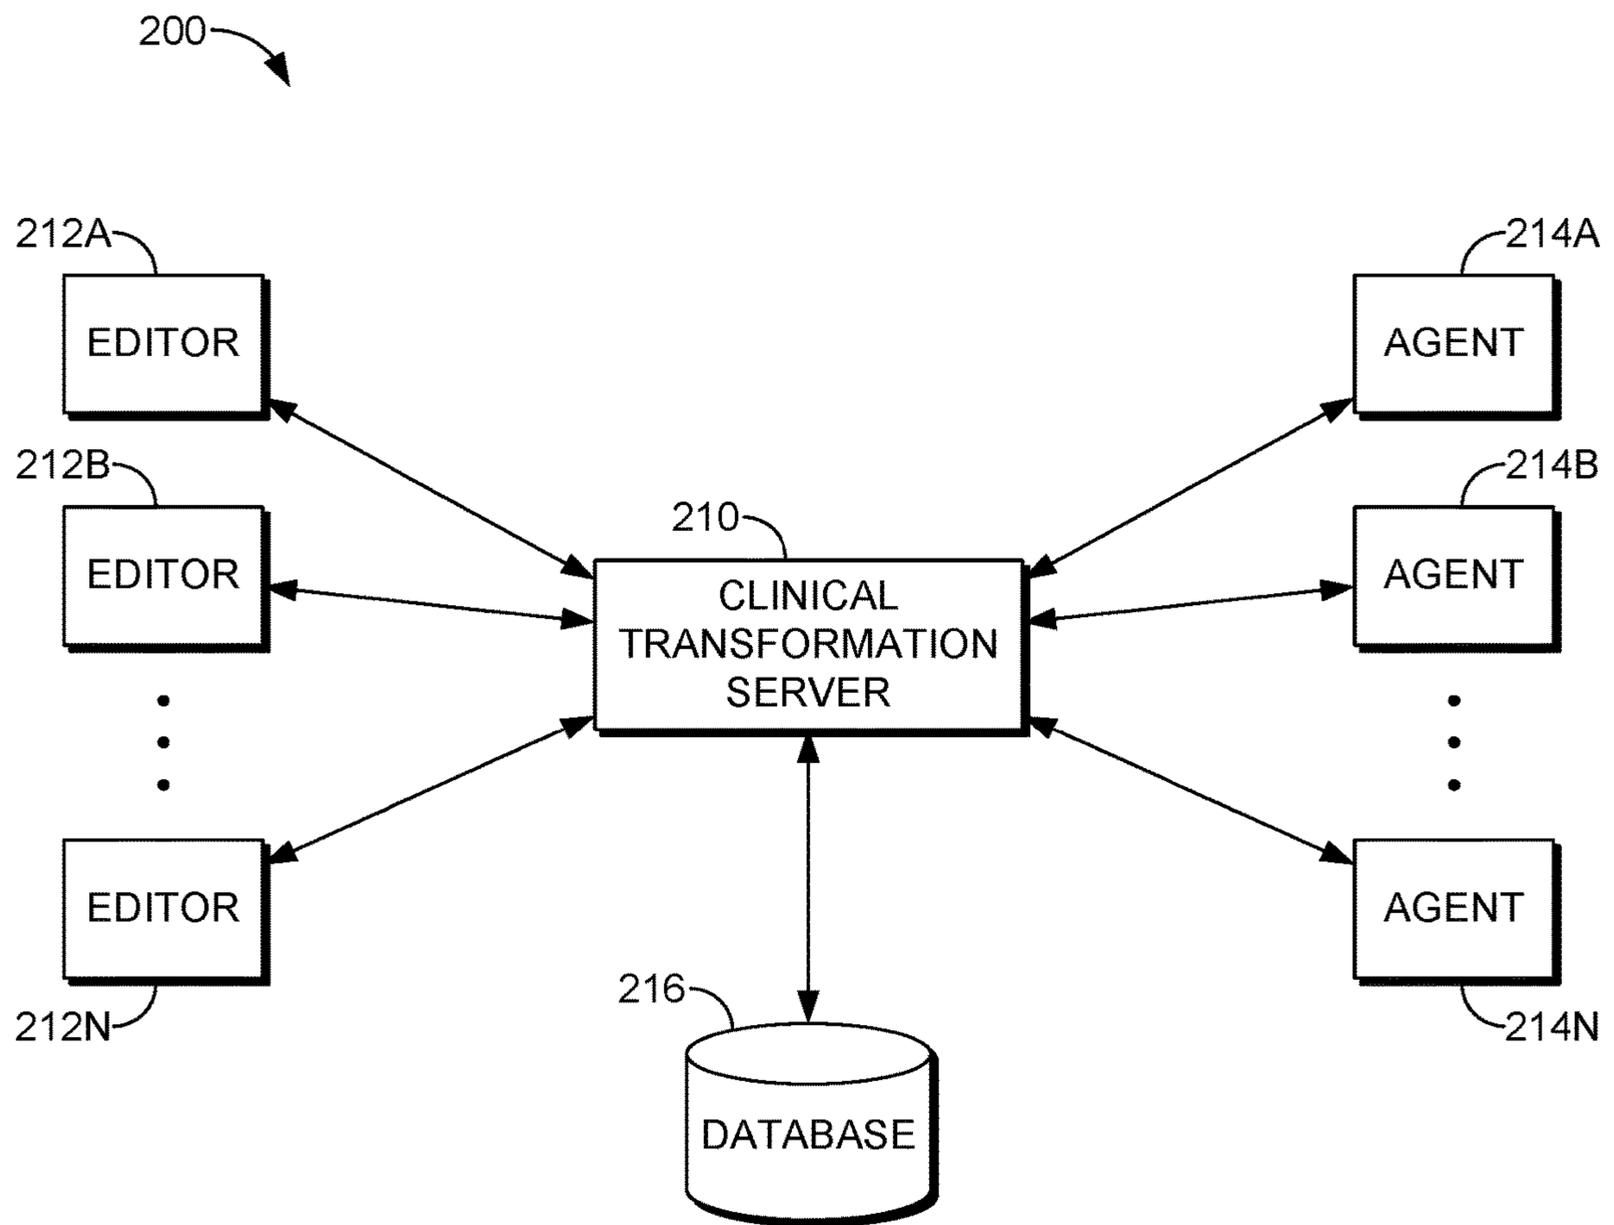 200
212A
214A
EDITOR
AGENT
212B
214B
210
EDITOR
AGENT
CLINICAL
TRANSFORMATION
SERVER
EDITOR
AGENT
216
212N
214N
DATABASE